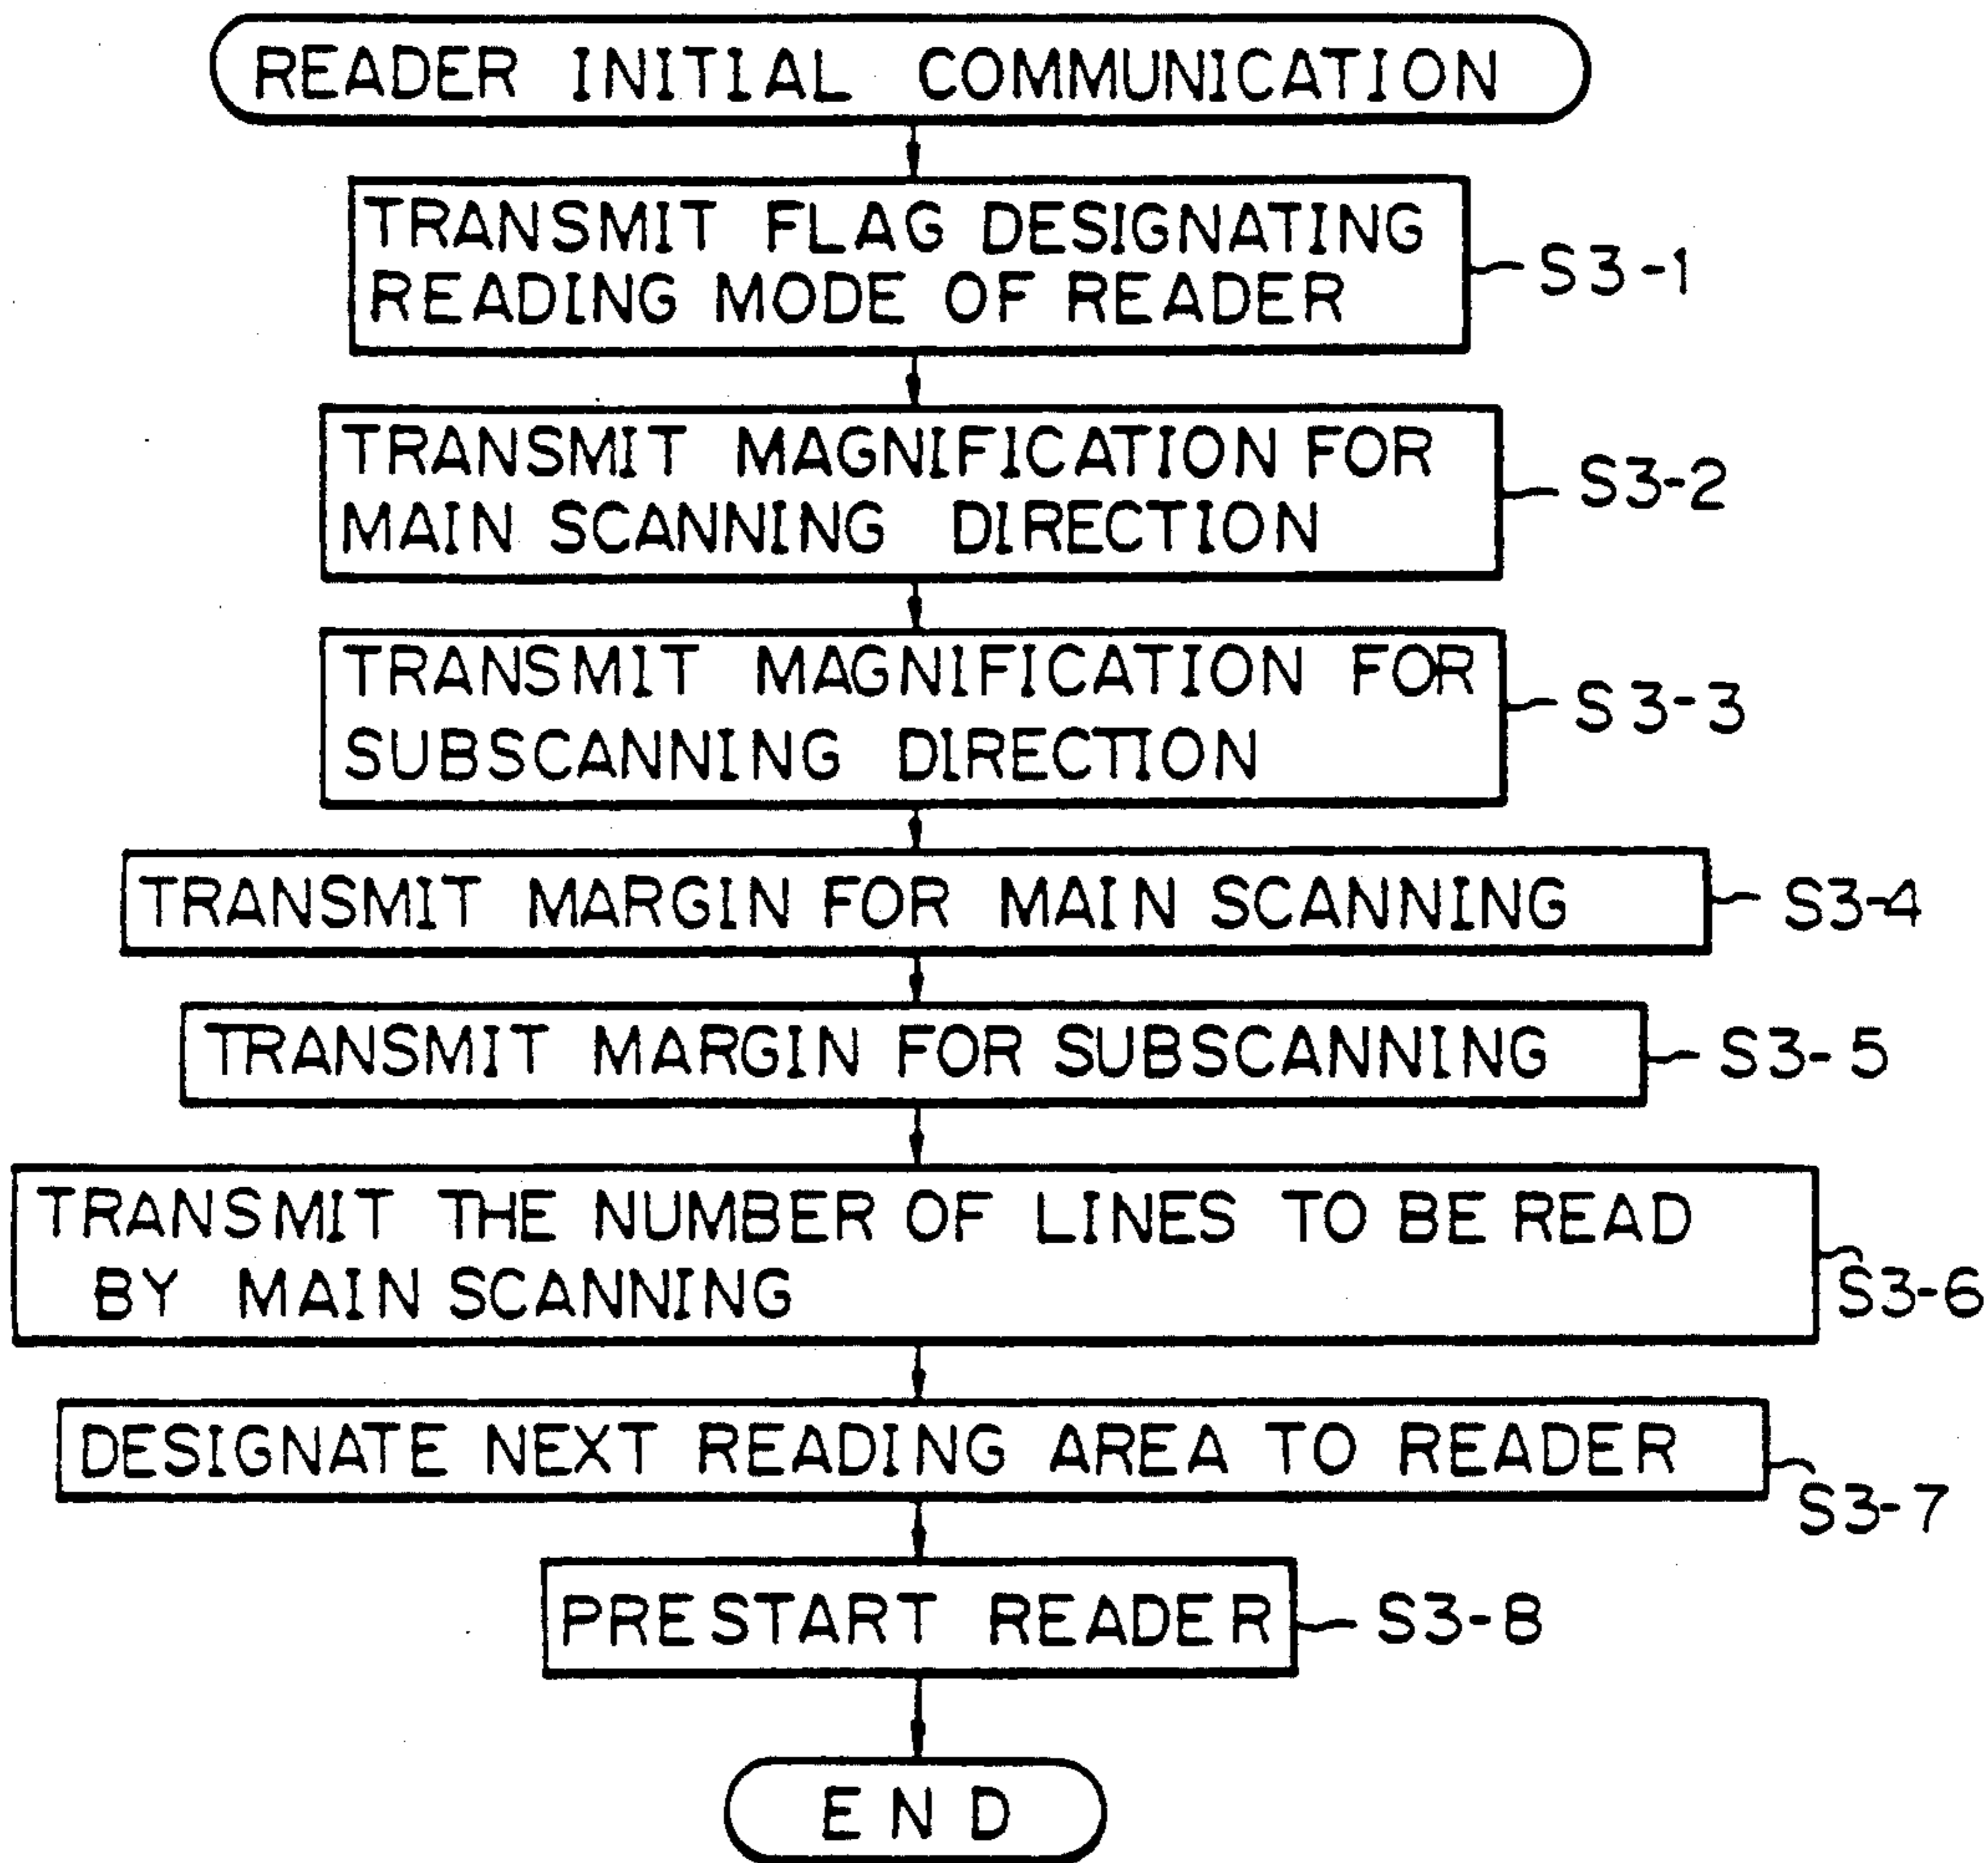 READER INITIAL COMMUNICATION
TRANSMIT FLAG DESIGNATING
READING MODE OF READER
S3-1
TRANSMIT MAGNIFICATION FOR
MAIN SCANNING DIRECTION
S3-2
TRANSMIT MAGNIFICATION FOR
SUBSCANNING DIRECTION
S3-3
TRANSMIT MARGIN FOR MAIN SCANNING
S3-4
TRANSMIT MARGIN FOR SUBSCANNING
S3-5
TRANSMIT THE NUMBER OF LINES TO BE READ
BY MAIN SCANNING
S3-6
DESIGNATE NEXT READING AREA TO READER
S3-7
PRESTART READER
S3-8
END